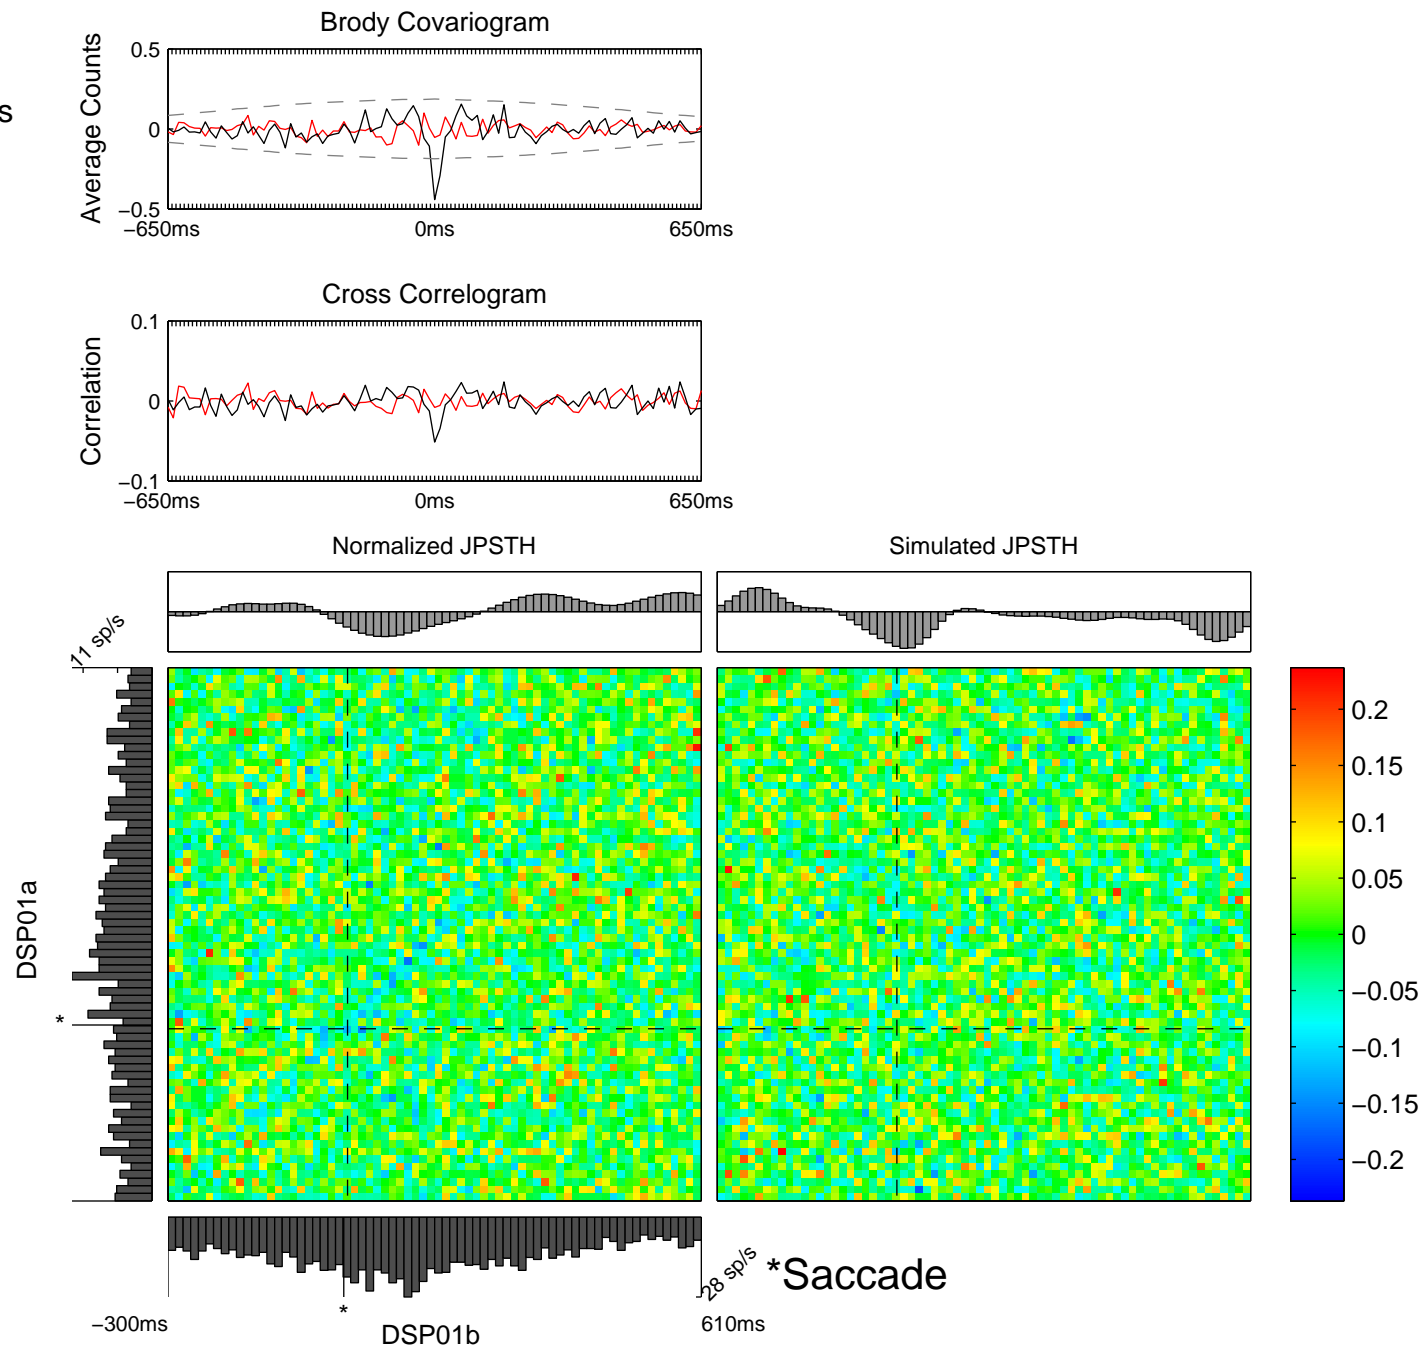 Brody Covariogram
s
Average Counts
0.5
0
−0.5
−650ms
0ms
650ms
Cross Correlogram
Correlation
0.1
0
−0.1
−650ms
0ms
650ms
Normalized JPSTH
Simulated JPSTH
11 sp/s
DSP01a
*
0.2
0.15
0.1
0.05
0
−0.05
−0.1
−0.15
−0.2
28 sp/s
*Saccade
*
−300ms
DSP01b
610ms